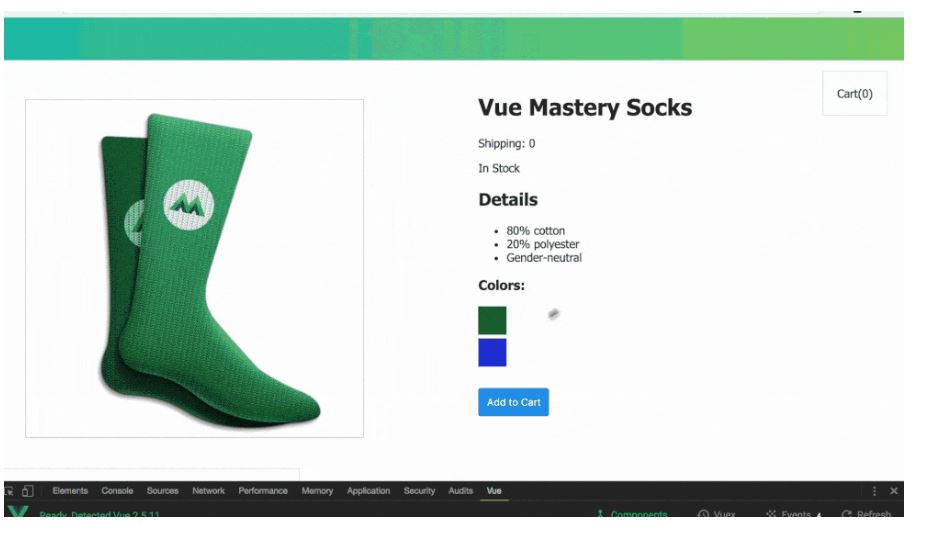 Cart(0)
Vue Mastery Socks
Shipping: 0
In Stock
Details
80% cotton
20% polyester
Gender-neutral
Colors:
Add to Cart
Elements Console Sources Network Performance Memory Application Security Audits Vue
Ready. Detected Vue 2.5.11. Components Vuex Events Refresh